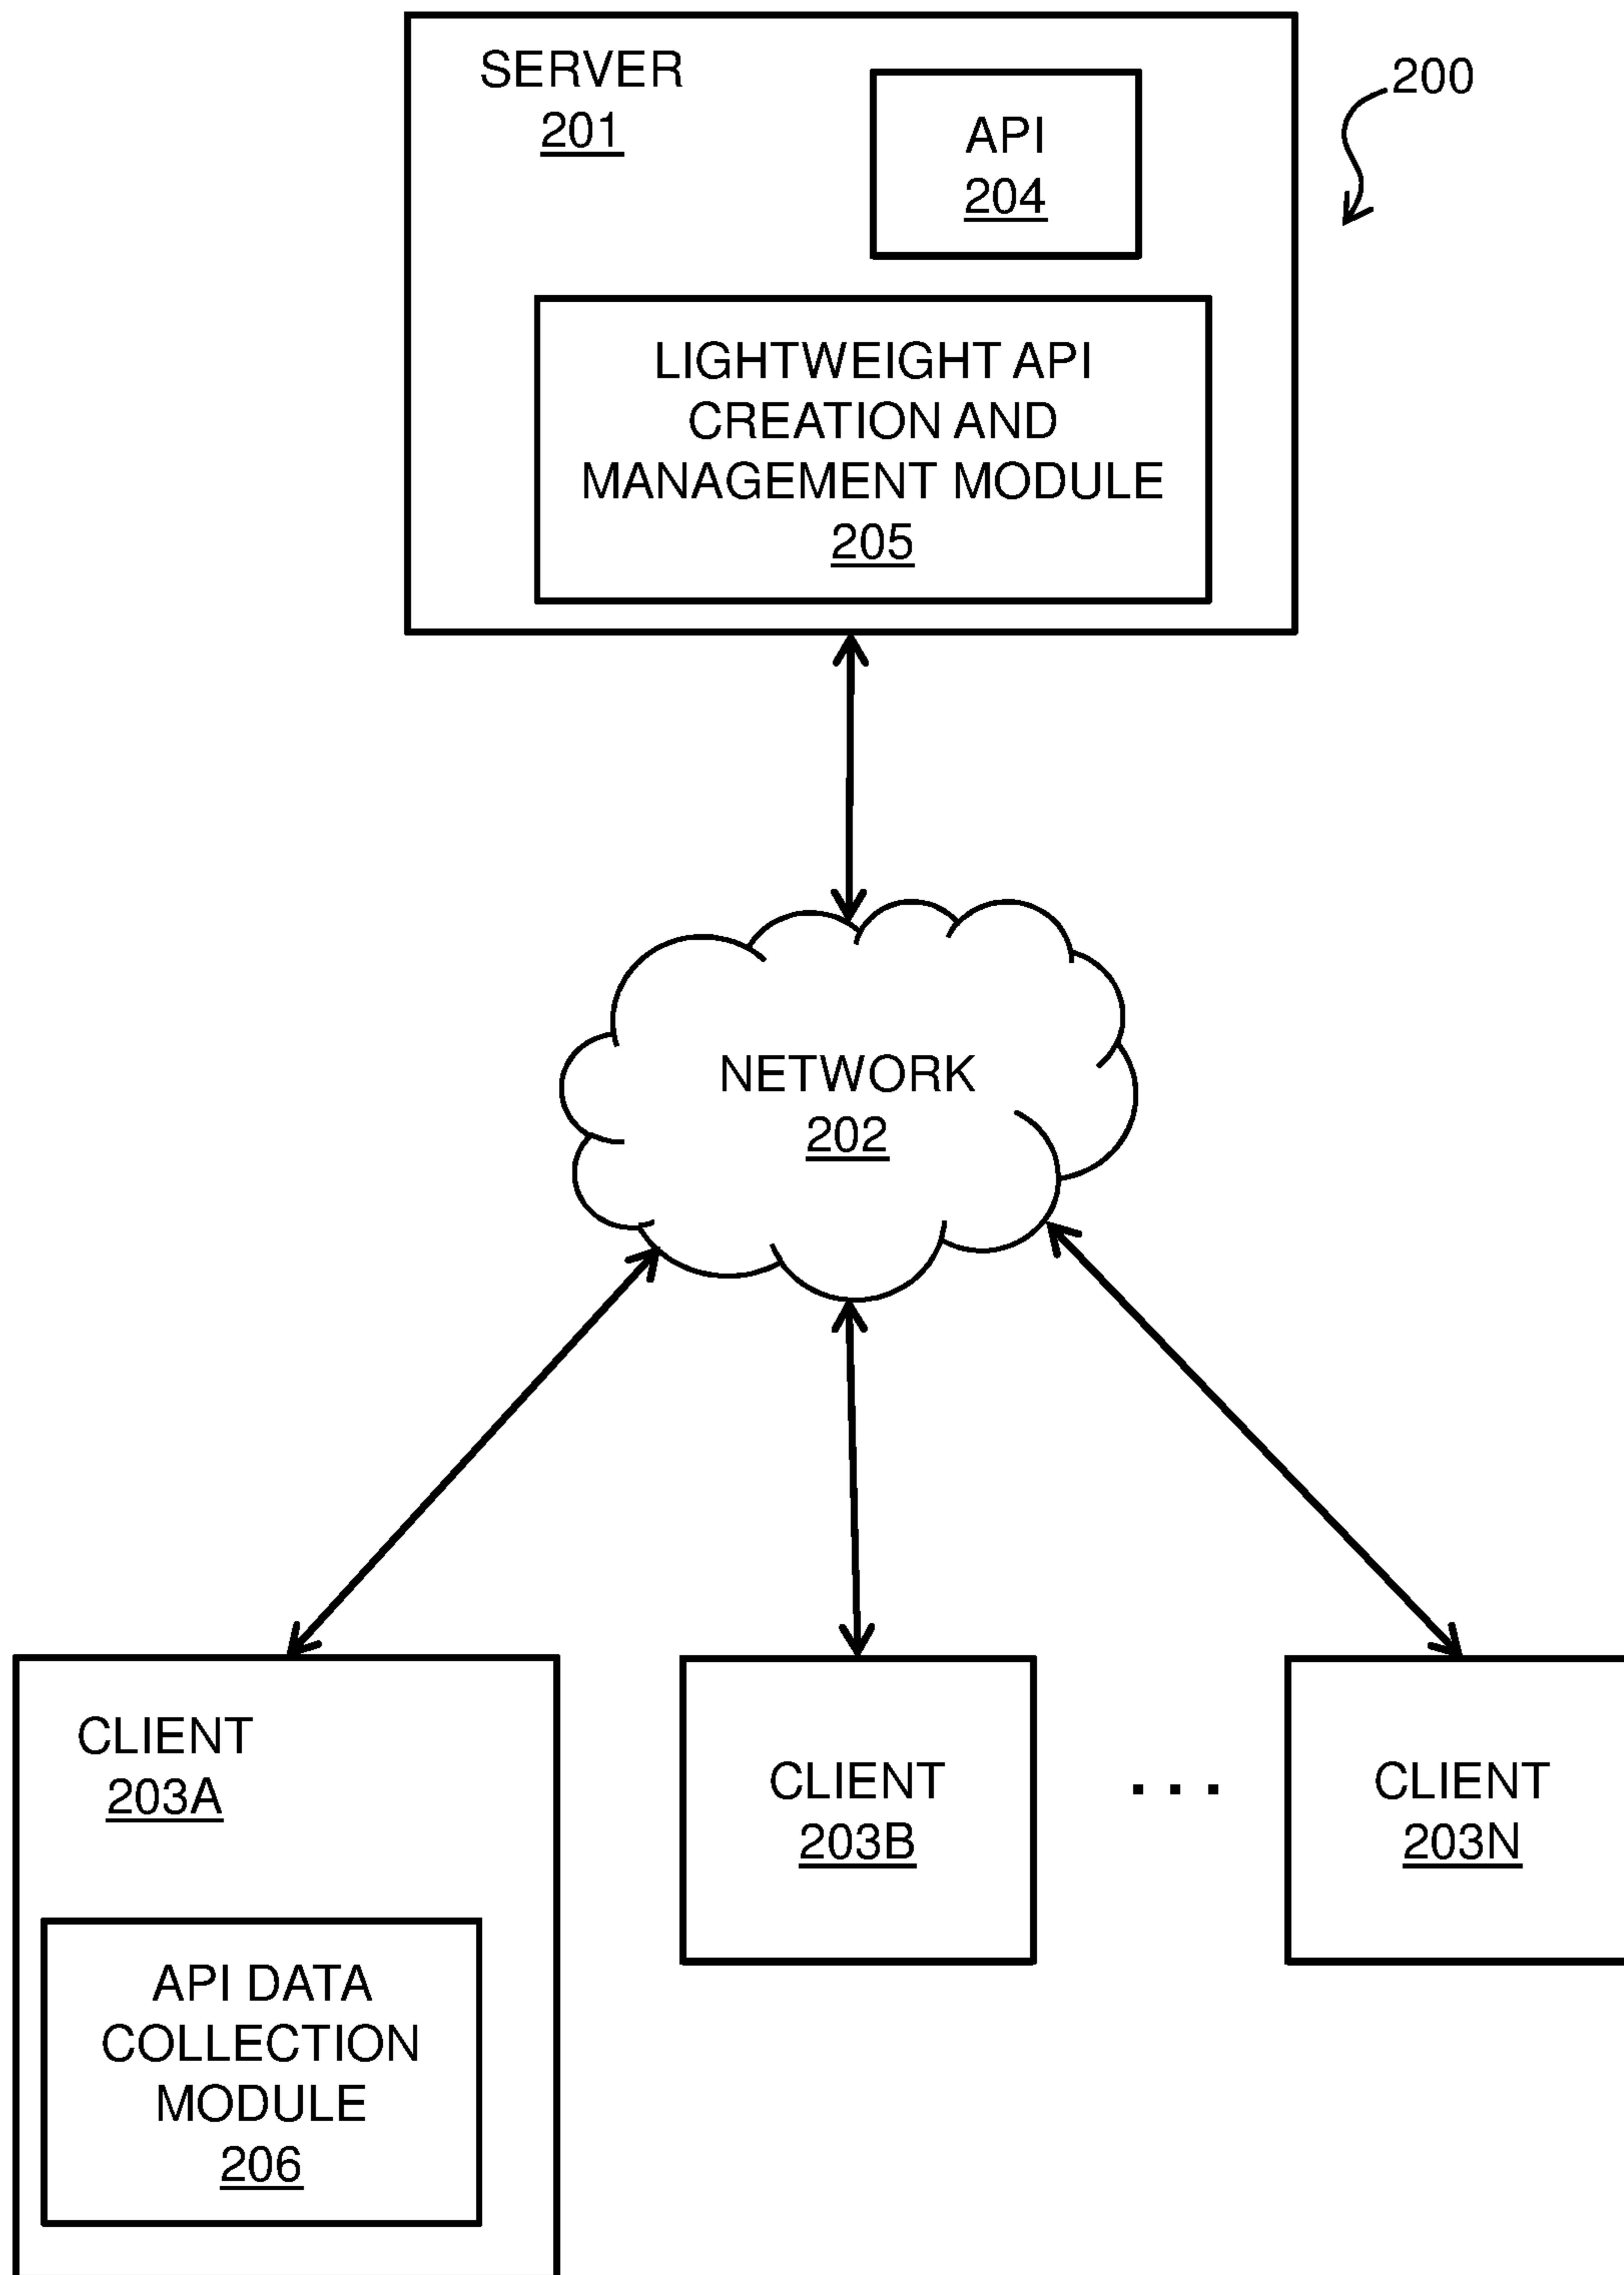 SERVER
201
API
204
200
LIGHTWEIGHT API
CREATION AND
MANAGEMENT MODULE
205
NETWORK
202
CLIENT
203A
API DATA
COLLECTION
MODULE
206
CLIENT
203B
...
CLIENT
203N